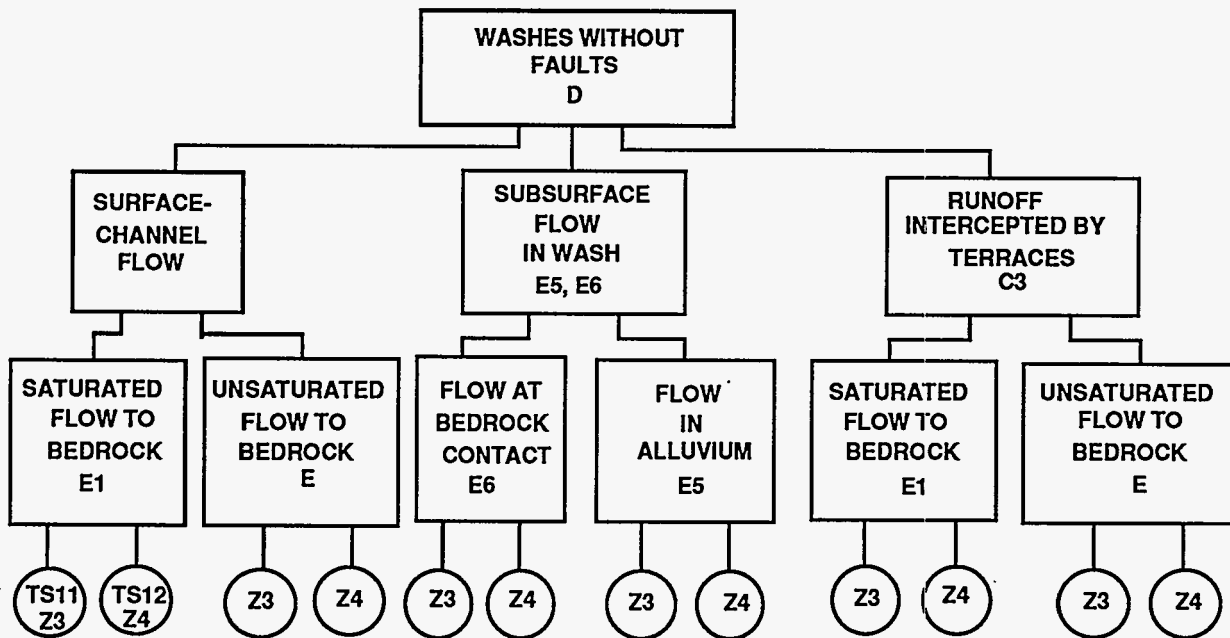 WASHES WITHOUT
FAULTS
D
SURFACE-
CHANNEL
FLOW
SUBSURFACE
FLOW
IN WASH
E5, E6
RUNOFF
INTERCEPTED BY
TERRACES
C3
SATURATED
FLOW TO
BEDROCK
E1
UNSATURATED
FLOW TO
BEDROCK
E
FLOW AT
BEDROCK
CONTACT
E6
FLOW
IN
ALLUVIUM
E5
SATURATED
FLOW TO
BEDROCK
E1
UNSATURATED
FLOW TO
BEDROCK
E
TS11
Z3
TS12
Z4
Z3
Z4
Z3
Z4
Z3
Z4
Z3
Z4
Z3
Z4